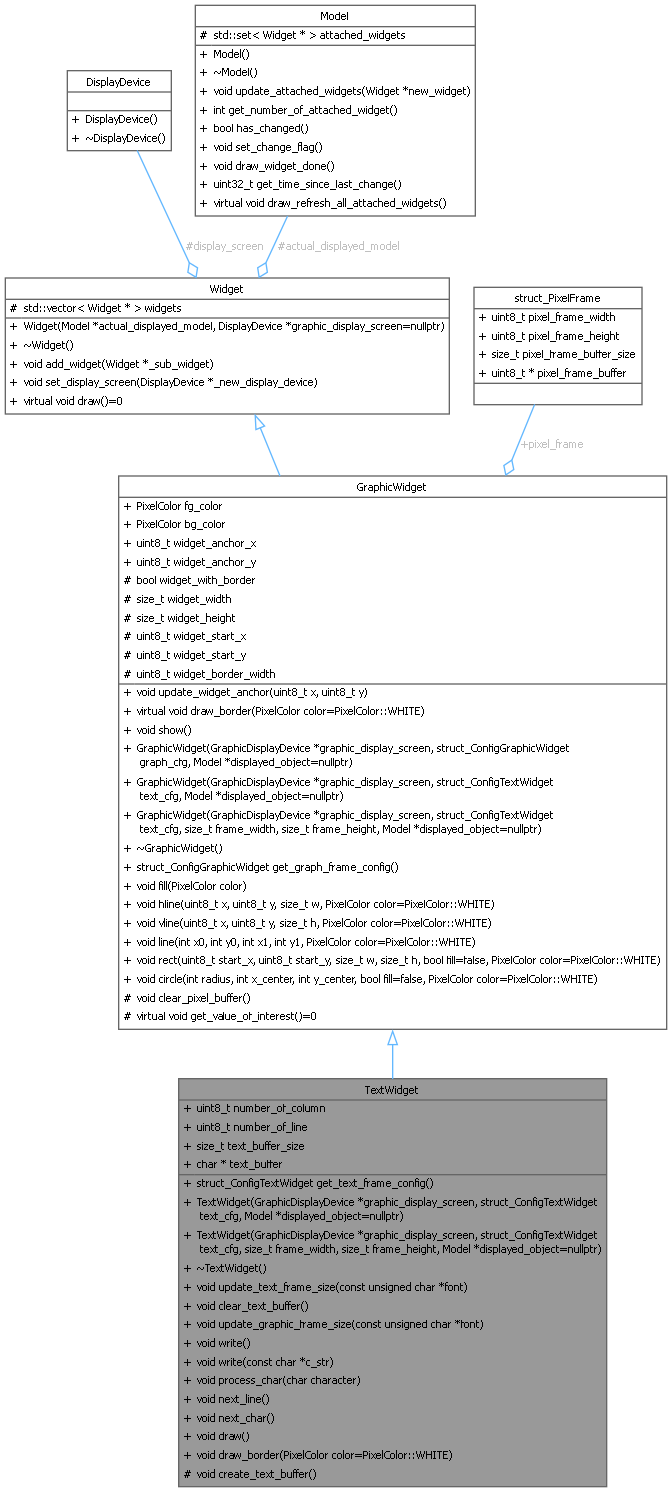 Model
# std::set< Widget * > attached_widgets
+ Model()
+ ~Model()
+ void update_attached_widgets(Widget *new_widget)
+ int get_number_of_attached_widget()
+ bool has_changed()
+ void set_change_flag()
+ void draw_widget_done()
+ uint32_t get_time_since_last_change()
+ virtual void draw_refresh_all_attached_widgets()
DisplayDevice
+ DisplayDevice()
+ ~DisplayDevice()
#display_screen
#actual_displayed_model
Widget
# std::vector< Widget * > widgets
+ Widget(Model *actual_displayed_model, DisplayDevice *graphic_display_screen=nullptr)
+ ~Widget()
+ void add_widget(Widget *_sub_widget)
+ void set_display_screen(DisplayDevice *_new_display_device)
+ virtual void draw()=0
struct_PixelFrame
+ uint8_t pixel_frame_width
+ uint8_t pixel_frame_height
+ size_t pixel_frame_buffer_size
+ uint8_t * pixel_frame_buffer
+pixel_frame
GraphicWidget
+ PixelColor fg_color
+ PixelColor bg_color
+ uint8_t widget_anchor_x
+ uint8_t widget_anchor_y
# bool widget_with_border
# size_t widget_width
# size_t widget_height
# uint8_t widget_start_x
# uint8_t widget_start_y
# uint8_t widget_border_width
+ void update_widget_anchor(uint8_t x, uint8_t y)
+ virtual void draw_border(PixelColor color=PixelColor::WHITE)
+ void show()
+ GraphicWidget(GraphicDisplayDevice *graphic_display_screen, struct_ConfigGraphicWidget
graph_cfg, Model *displayed_object=nullptr)
+ GraphicWidget(GraphicDisplayDevice *graphic_display_screen, struct_ConfigTextWidget
text_cfg, Model *displayed_object=nullptr)
+ GraphicWidget(GraphicDisplayDevice *graphic_display_screen, struct_ConfigTextWidget
text_cfg, size_t frame_width, size_t frame_height, Model *displayed_object=nullptr)
+ ~GraphicWidget()
+ struct_ConfigGraphicWidget get_graph_frame_config()
+ void fill(PixelColor color)
+ void hline(uint8_t x, uint8_t y, size_t w, PixelColor color=PixelColor::WHITE)
+ void vline(uint8_t x, uint8_t y, size_t h, PixelColor color=PixelColor::WHITE)
+ void line(int x0, int y0, int x1, int y1, PixelColor color=PixelColor::WHITE)
+ void rect(uint8_t start_x, uint8_t start_y, size_t w, size_t h, bool fill=false, PixelColor color=PixelColor::WHITE)
+ void circle(int radius, int x_center, int y_center, bool fill=false, PixelColor color=PixelColor::WHITE)
# void clear_pixel_buffer()
# virtual void get_value_of_interest()=0
TextWidget
+ uint8_t number_of_column
+ uint8_t number_of_line
+ size_t text_buffer_size
+ char * text_buffer
+ struct_ConfigTextWidget get_text_frame_config()
+ TextWidget(GraphicDisplayDevice *graphic_display_screen, struct_ConfigTextWidget
text_cfg, Model *displayed_object=nullptr)
+ TextWidget(GraphicDisplayDevice *graphic_display_screen, struct_ConfigTextWidget
text_cfg, size_t frame_width, size_t frame_height, Model *displayed_object=nullptr)
+ ~TextWidget()
+ void update_text_frame_size(const unsigned char *font)
+ void clear_text_buffer()
+ void update_graphic_frame_size(const unsigned char *font)
+ void write()
+ void write(const char *c_str)
+ void process_char(char character)
+ void next_line()
+ void next_char()
+ void draw()
+ void draw_border(PixelColor color=PixelColor::WHITE)
# void create_text_buffer()